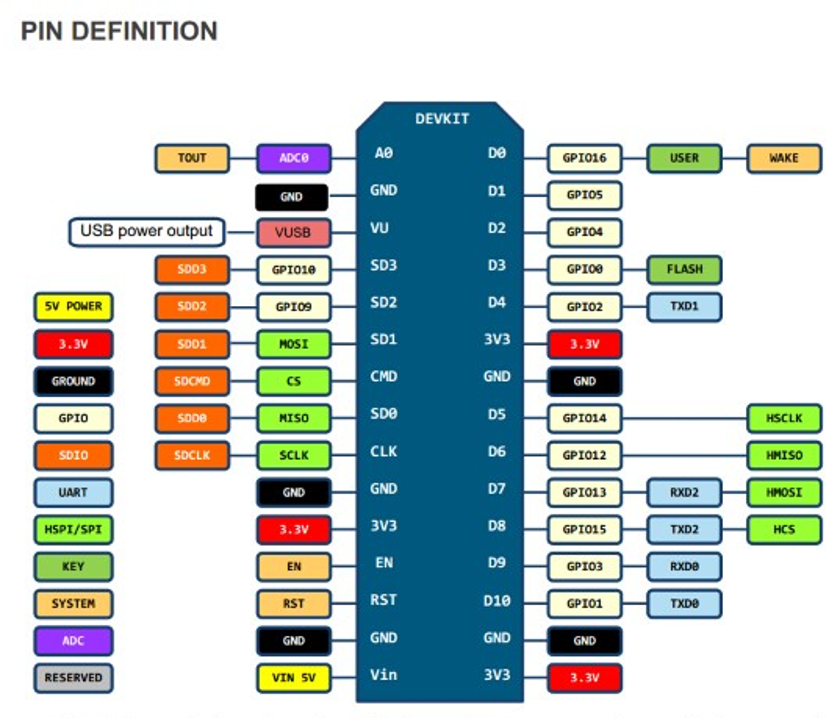 PIN DEFINITION
DEVKIT
TOUT ADC0 A0 D0 GPIO16 USER WAKE
GND GND D1 GPIO5
USB power output VUSB VU D2 GPIO4
SDD3 GPIO10 SD3 D3 GPIO0 FLASH
5V POWER SDD2 GPIO9 SD2 D4 GPIO2 TXD1
3.3V SDD1 MOSI SD1 3V3 3.3V
GROUND SDCMD CS CMD GND GND
GPIO SDD0 MISO SD0 D5 GPIO14 HSCLK
SDIO SDCLK SCLK CLK D6 GPIO12 HMISO
UART GND GND D7 GPIO13 RXD2 HMOSI
HSPI/SPI 3.3V 3V3 D8 GPIO15 TXD2 HCS
KEY EN EN D9 GPIO3 RXD0
SYSTEM RST RST D10 GPIO1 TXD0
ADC GND GND GND GND
RESERVED VIN 5V Vin 3V3 3.3V